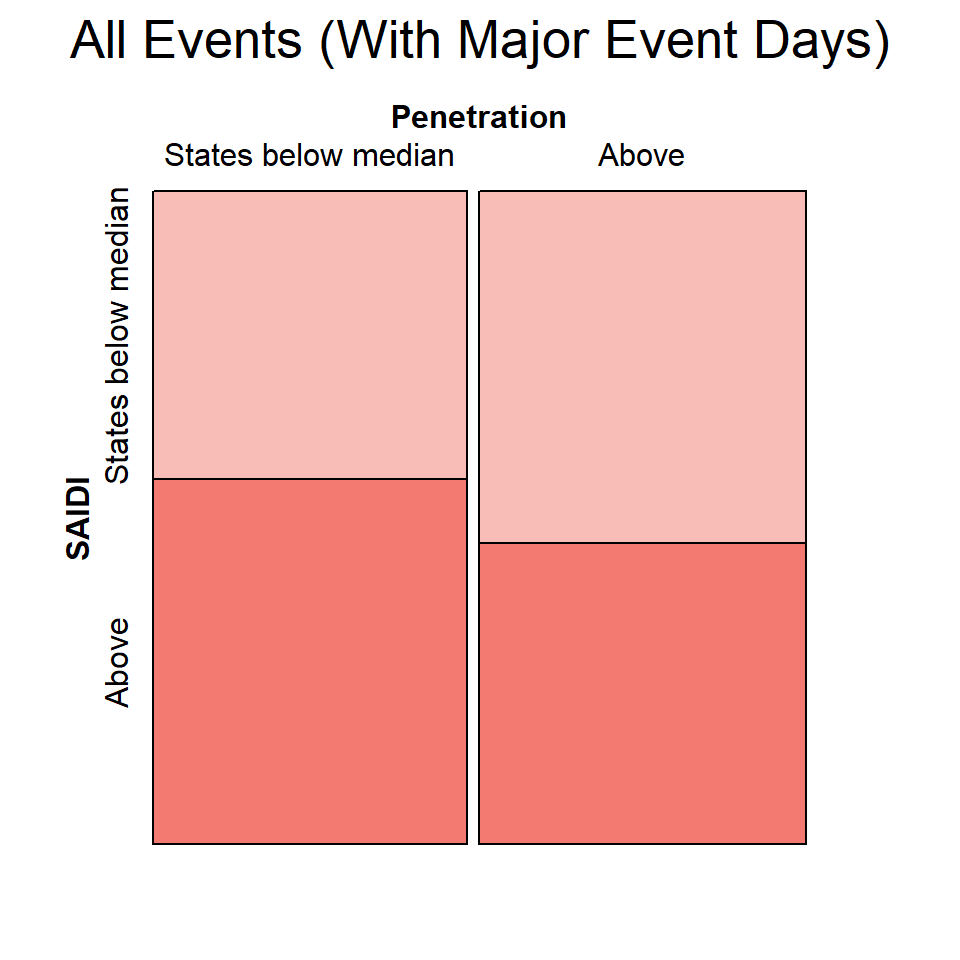 All Events (With Major Event Days)
Penetration
States below median
Above
SAIDI
States below median
Above